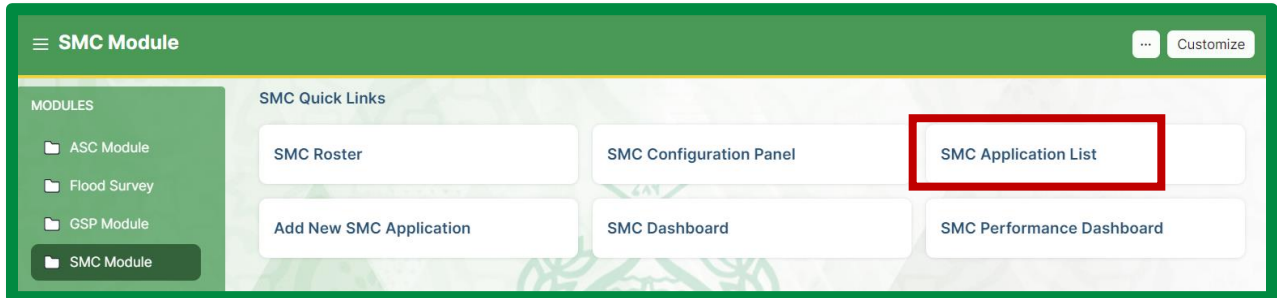 SMC Module
... Customize
MODULES
ASC Module
Flood Survey
GSP Module
SMC Module
SMC Quick Links
SMC Roster
SMC Configuration Panel
SMC Application List
Add New SMC Application
SMC Dashboard
SMC Performance Dashboard